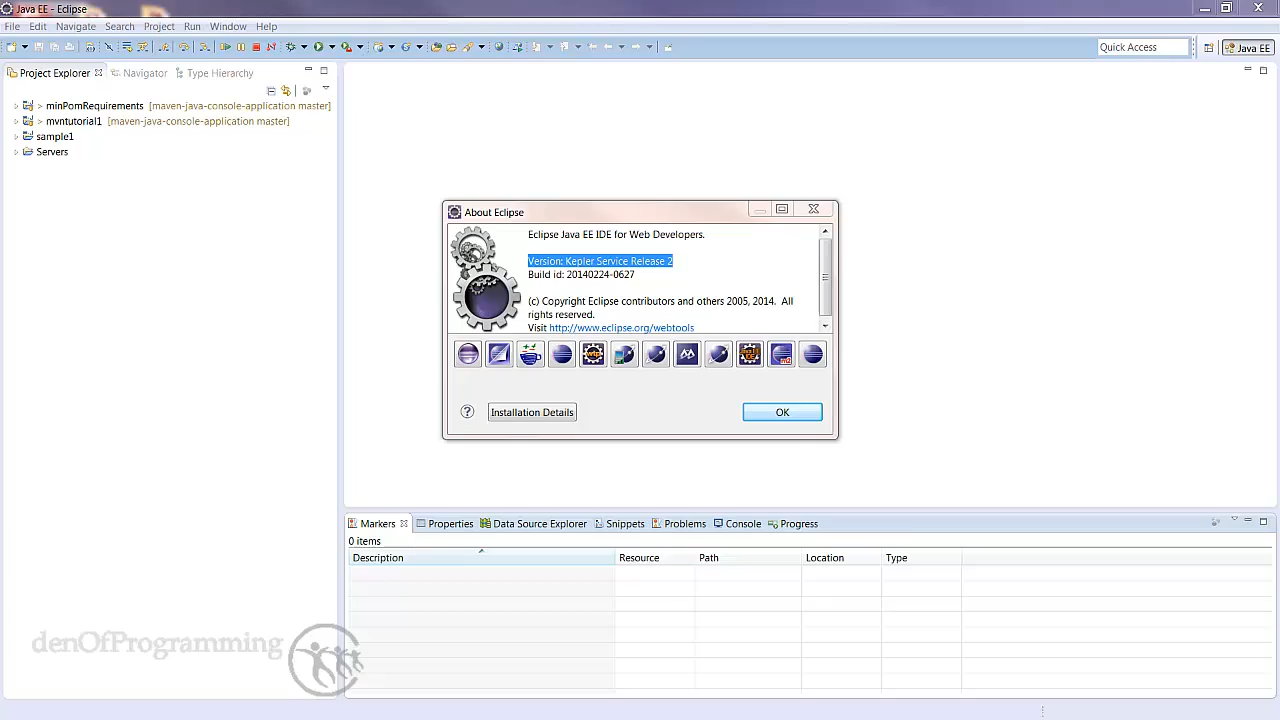 Java EE - Eclipse
File Edit Navigate Search Project Run Window Help
Quick Access
Java EE
Project Explorer Navigator Type Hierarchy
> minPomRequirements [maven-java-console-application master]
> mvntutorial1 [maven-java-console-application master]
sample1
Servers
About Eclipse
Eclipse Java EE IDE for Web Developers.
Version: Kepler Service Release 2
Build id: 20140224-0627
(c) Copyright Eclipse contributors and others 2005, 2014. All
rights reserved.
Visit http://www.eclipse.org/webtools
Installation Details
OK
Markers Properties Data Source Explorer Snippets Problems Console Progress
0 items
Description Resource Path Location Type
denOfProgramming